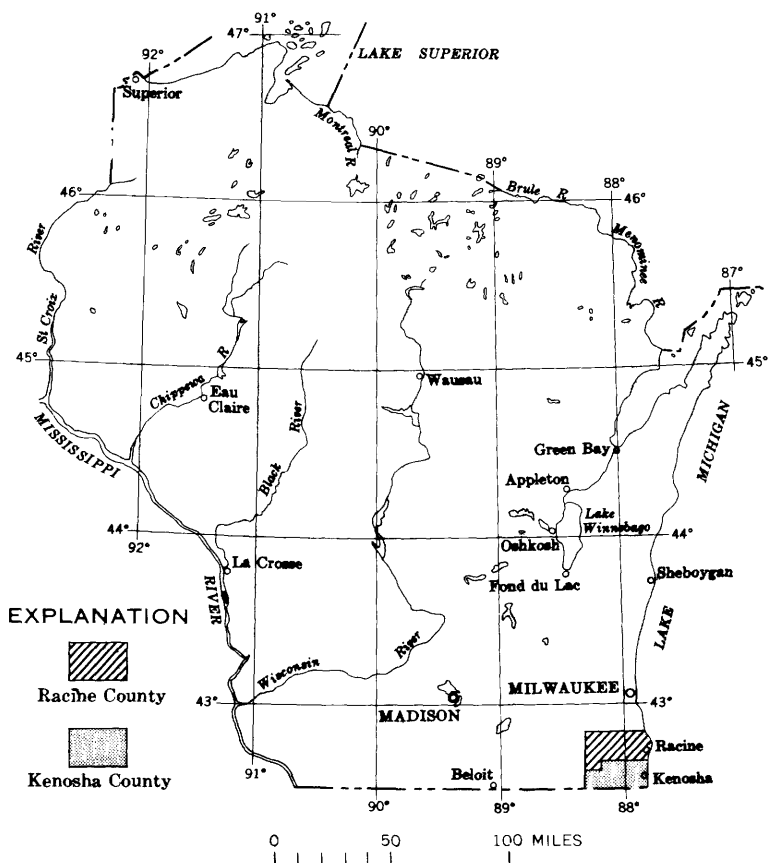 91°
47°
LAKE SUPERIOR
92°
Superior
Montreal R
90°
89°
Brule R
88°
46°
46°
River
Menominee
R
87°
St Croix
45°
45°
Chippewa R
Eau
Claire
Wausau
MISSISSIPPI
River
Black
Green Bay
MICHIGAN
Appleton
Lake
Winnebago
44°
92°
Oshkosh
44°
La Crosse
Fond du Lac
Sheboygan
RIVER
LAKE
EXPLANATION
Racine County
Wisconsin River
43°
MADISON
MILWAUKEE
43°
Kenosha County
Racine
91°
Beloit
Kenosha
90°
89°
88°
0 50 100 MILES